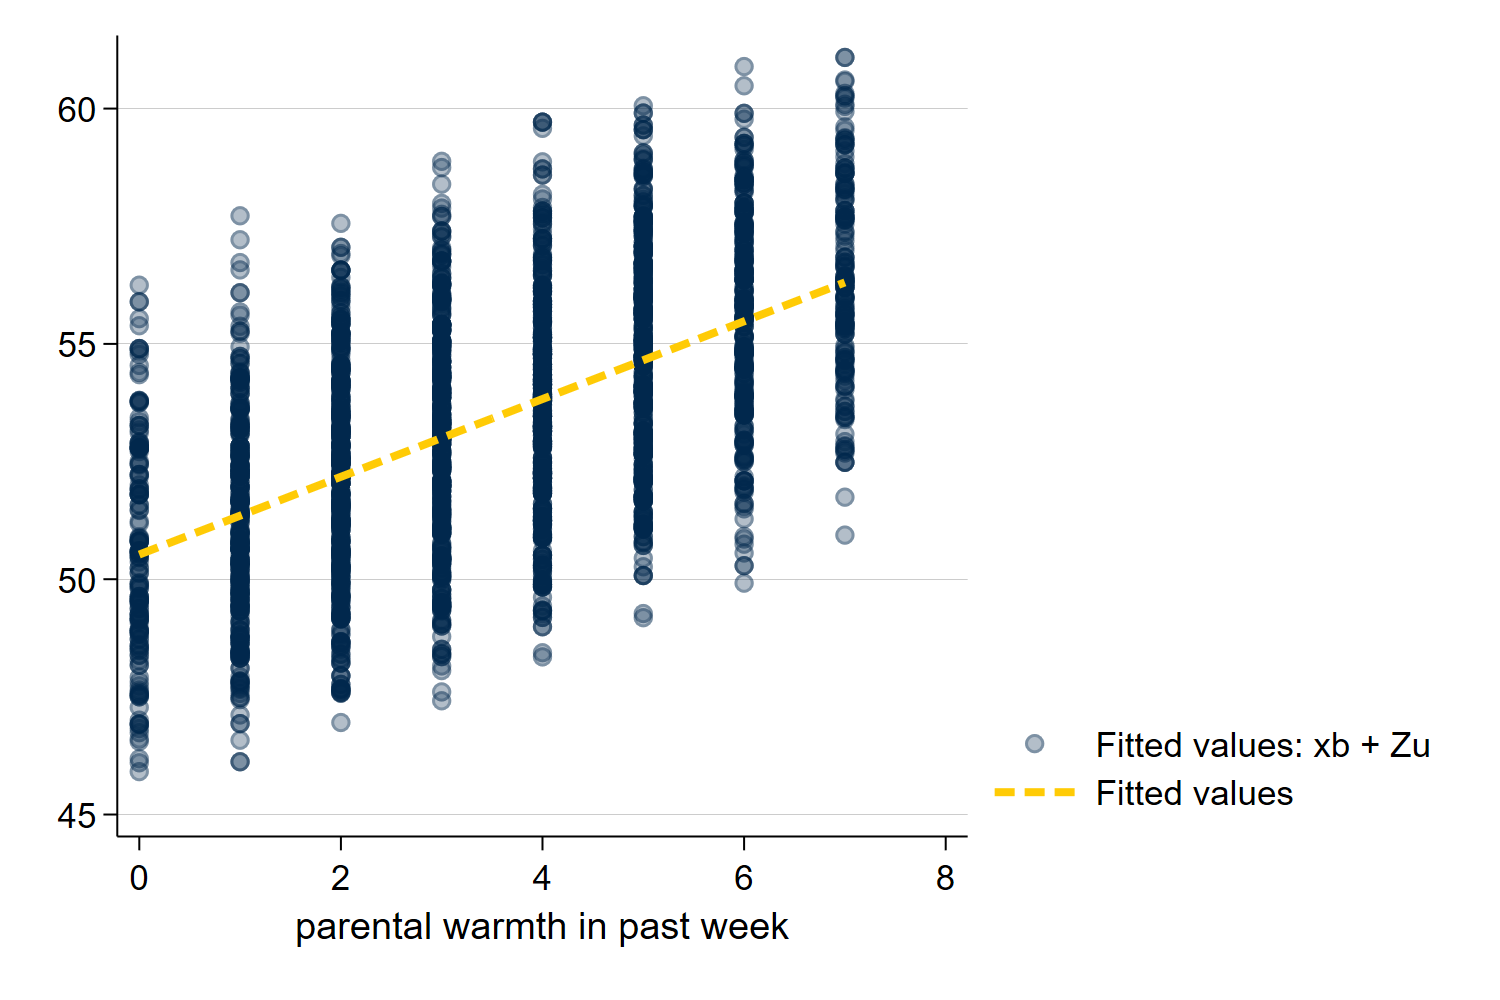 60
55
50
45
0 2 4 6 8
parental warmth in past week
Fitted values: xb + Zu
Fitted values